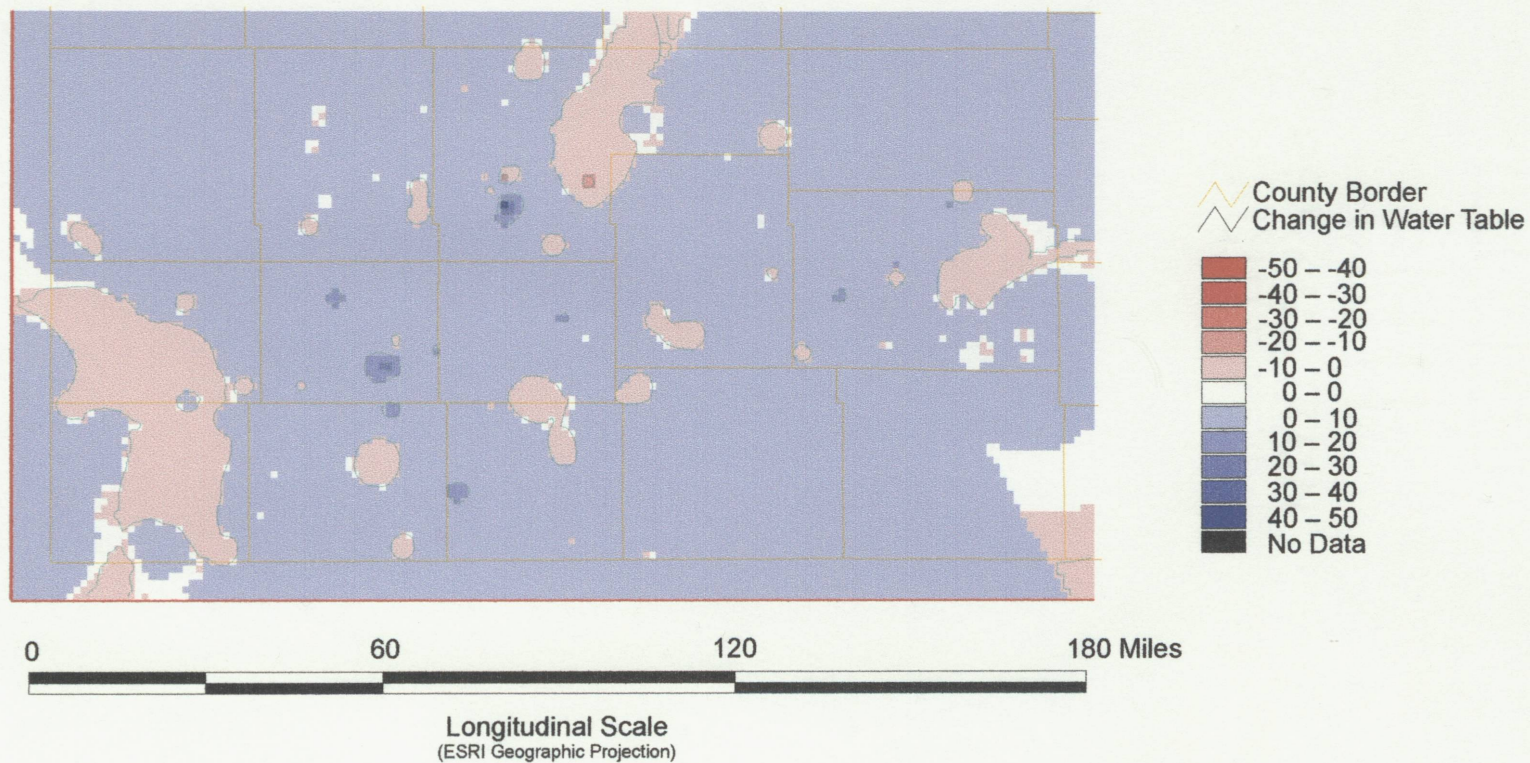 County Border
Change in Water Table
-50 – -40
-40 – -30
-30 – -20
-20 – -10
-10 – 0
0 – 0
0 – 10
10 – 20
20 – 30
30 – 40
40 – 50
No Data
0 60 120 180 Miles
Longitudinal Scale
(ESRI Geographic Projection)